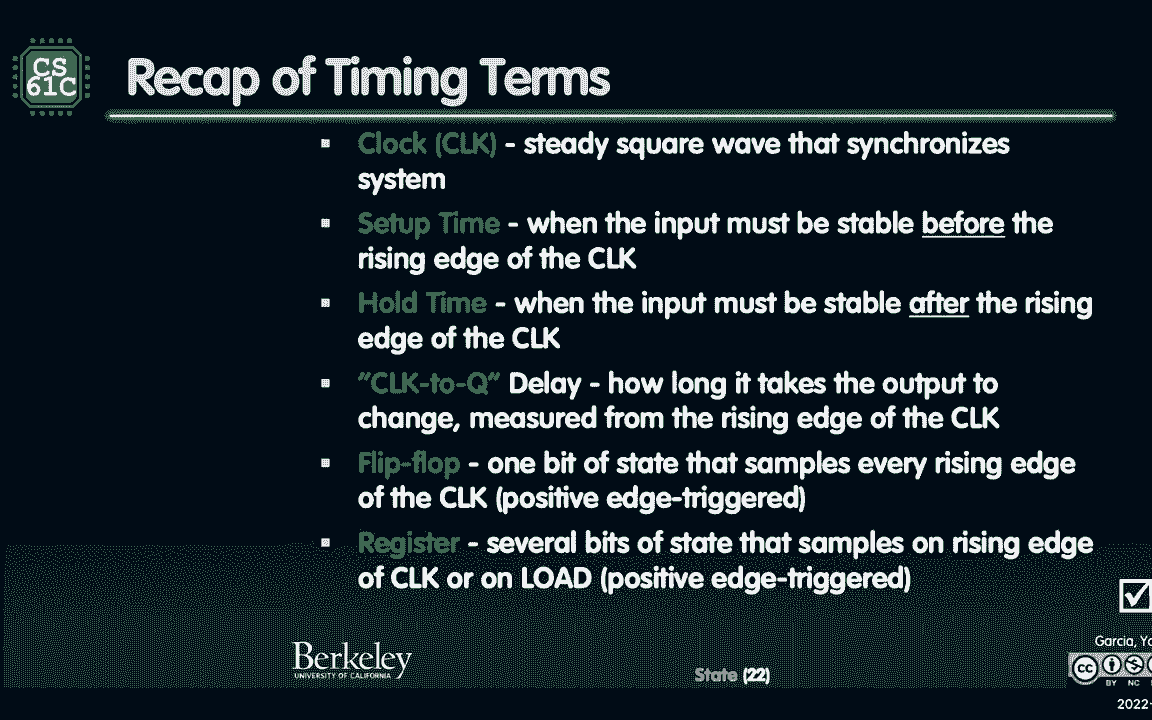 CS
61C
Recap of Timing Terms
▪ Clock (CLK) - steady square wave that synchronizes
system
▪ Setup Time - when the input must be stable before the
rising edge of the CLK
▪ Hold Time - when the input must be stable after the rising
edge of the CLK
▪ "CLK-to-Q" Delay - how long it takes the output to
change, measured from the rising edge of the CLK
▪ Flip-flop - one bit of state that samples every rising edge
of the CLK (positive edge-triggered)
▪ Register - several bits of state that samples on rising edge
of CLK or on LOAD (positive edge-triggered)
Berkeley
UNIVERSITY OF CALIFORNIA
State (22)
Garcia,
cc
BY NC
2022-